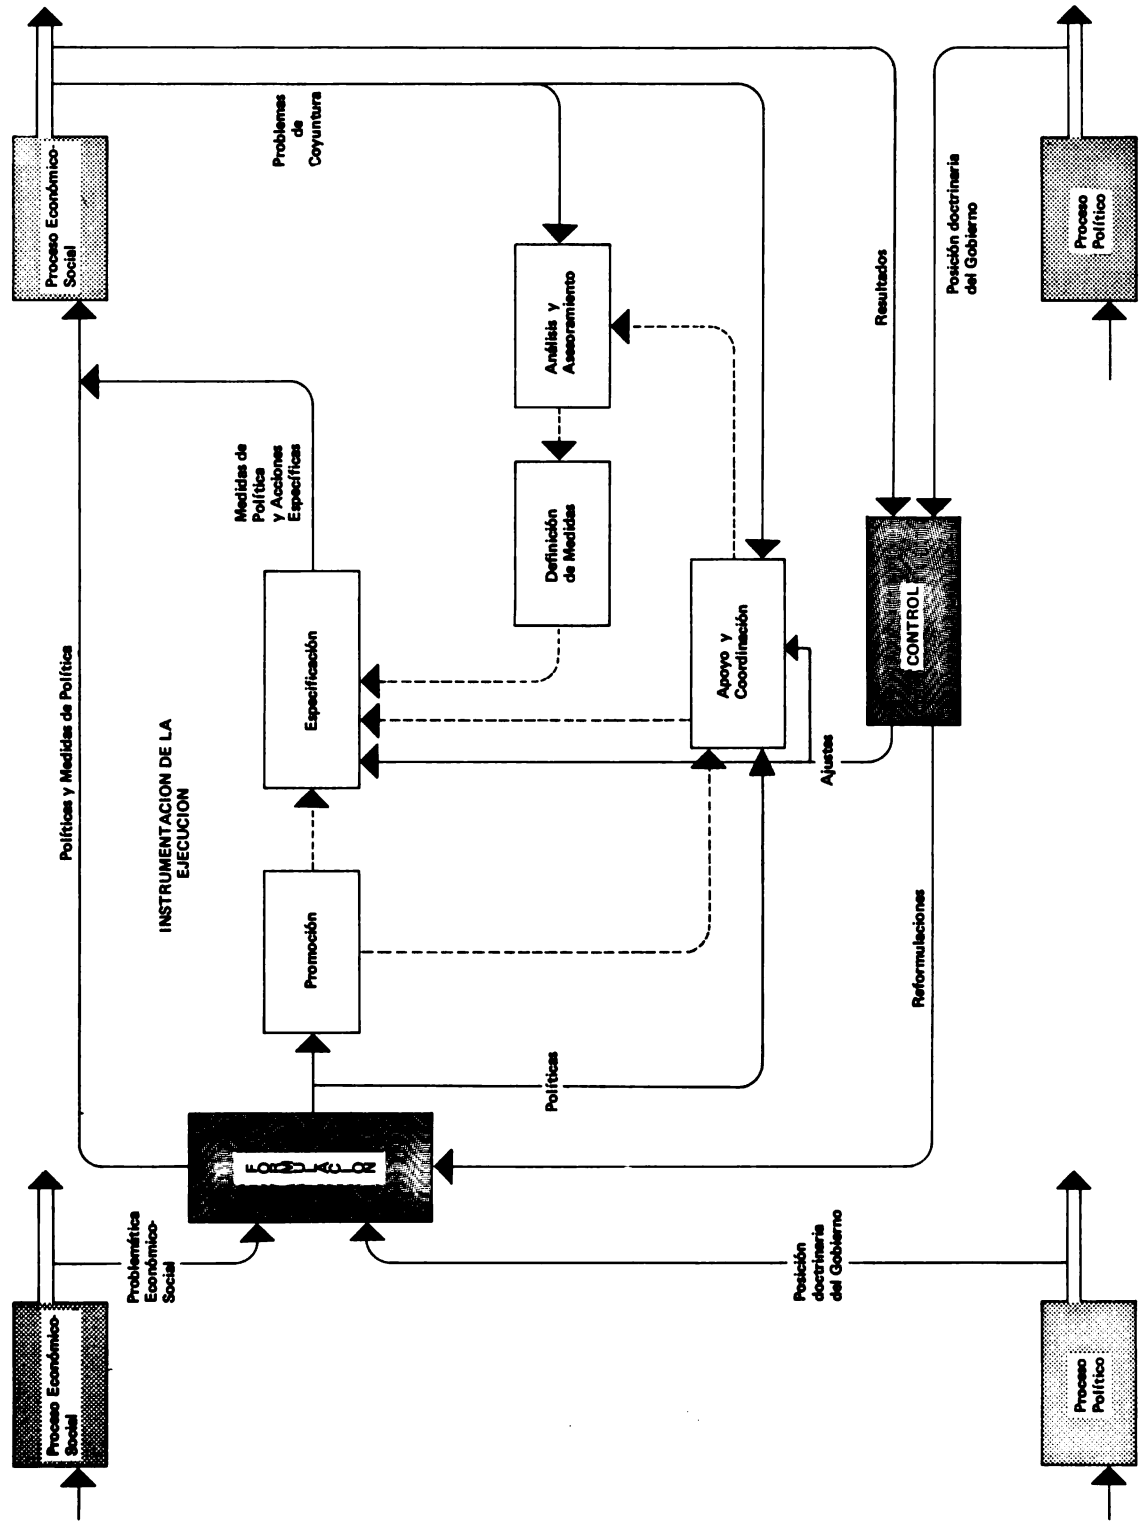 Proceso Económico-
Social
Problemática
Económico-
Social
FORMULACION
Posición
doctrinaria
del Gobierno
Proceso
Político
Políticas y Medidas de Política
INSTRUMENTACION DE LA
EJECUCION
Promoción
Políticas
Especificación
Medidas de
Política
y Acciones
Específicas
Definición
de Medidas
Análisis y
Asesoramiento
Problemas
de
Coyuntura
Apoyo y
Coordinación
Ajustes
Reformulaciones
CONTROL
Resultados
Posición doctrinaria
del Gobierno
Proceso Económico-
Social
Proceso
Político